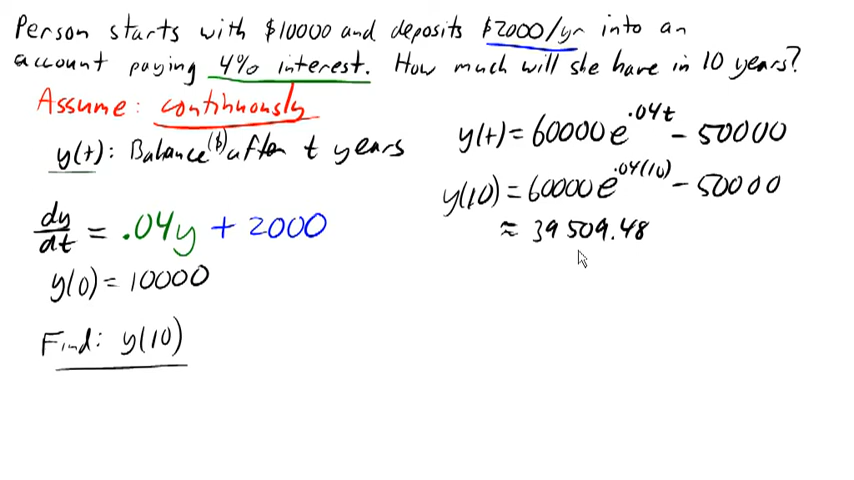 Person starts with $10000 and deposits $2000/yr into an
account paying 4% interest. How much will she have in 10 years?
Assume: continuously
y(t): Balance ($) after t years
dy/dt = .04y + 2000
y(0) = 10000
Find: y(10)
y(t) = 60000e^.04t - 50000
y(10) = 60000e^.04(10) - 50000
≈ 39509.48